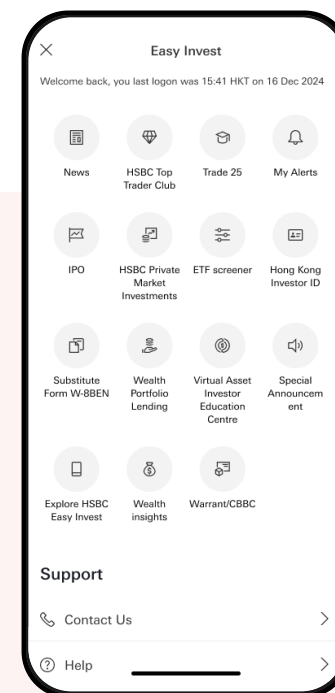 Easy Invest
Welcome back, you last logon was 15:41 HKT on 16 Dec 2024
News
HSBC Top
Trader Club
Trade 25
My Alerts
IPO
HSBC Private
Market
Investments
ETF screener
Hong Kong
Investor ID
Substitute
Form W-8BEN
Wealth
Portfolio
Lending
Virtual Asset
Investor
Education
Centre
Special
Announcem
ent
Explore HSBC
Easy Invest
Wealth
insights
Warrant/CBBC
Support
Contact Us
Help